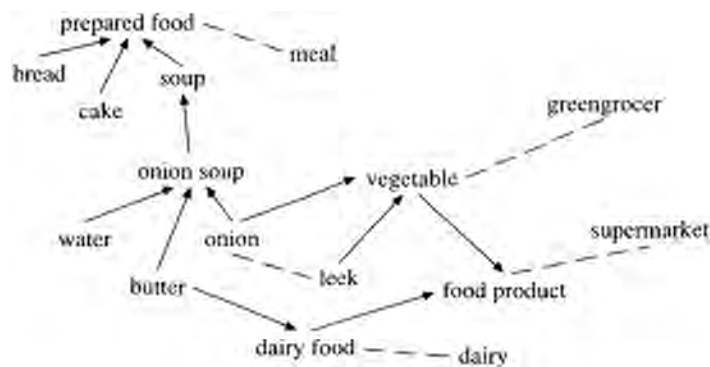 prepared food
meal
bread
soup
cake
greengrocer
onion soup
vegetable
water
onion
supermarket
leek
butter
food product
dairy food
dairy